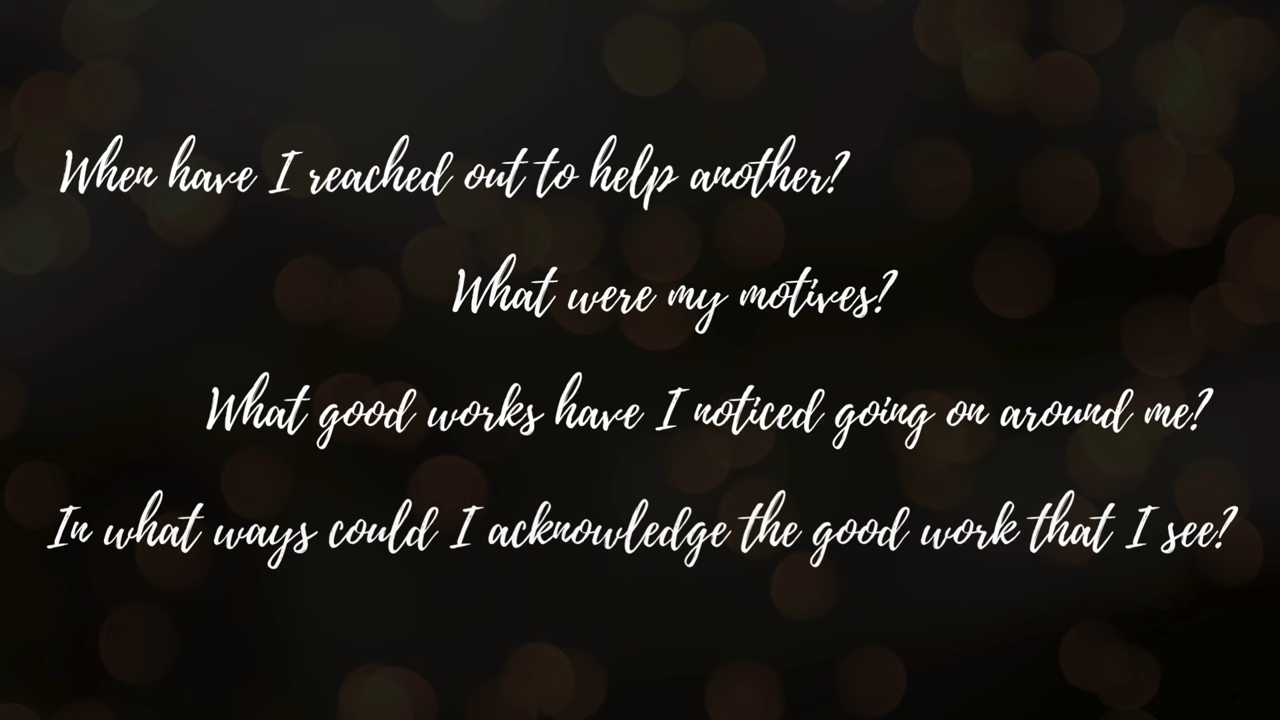 When have I reached out to help another?
What were my motives?
What good works have I noticed going on around me?
In what ways could I acknowledge the good work that I see?